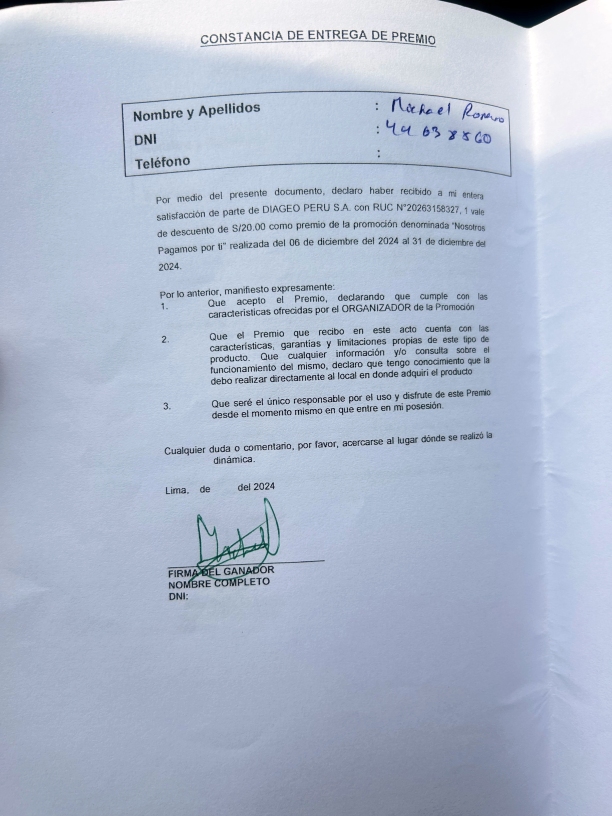 CONSTANCIA DE ENTREGA DE PREMIO
Nombre y Apellidos : Michael Romero
DNI : 44638860
Teléfono :
Por medio del presente documento, declaro haber recibido a mi entera
satisfacción de parte de DIAGEO PERU S.A. con RUC N°20263158327, 1 vale
de descuento de S/20.00 como premio de la promoción denominada "Nosotros
Pagamos por ti" realizada del 06 de diciembre del 2024 al 31 de diciembre del
2024.
Por lo anterior, manifiesto expresamente:
1. Que acepto el Premio, declarando que cumple con las
características ofrecidas por el ORGANIZADOR de la Promoción
2. Que el Premio que recibo en este acto cuenta con las
características, garantías y limitaciones propias de este tipo de
producto. Que cualquier información y/o consulta sobre el
funcionamiento del mismo, declaro que tengo conocimiento que la
debo realizar directamente al local en donde adquirí el producto
3. Que seré el único responsable por el uso y disfrute de este Premio
desde el momento mismo en que entre en mi posesión.
Cualquier duda o comentario, por favor, acercarse al lugar dónde se realizó la
dinámica.
Lima, de del 2024
FIRMA DEL GANADOR
NOMBRE COMPLETO
DNI: